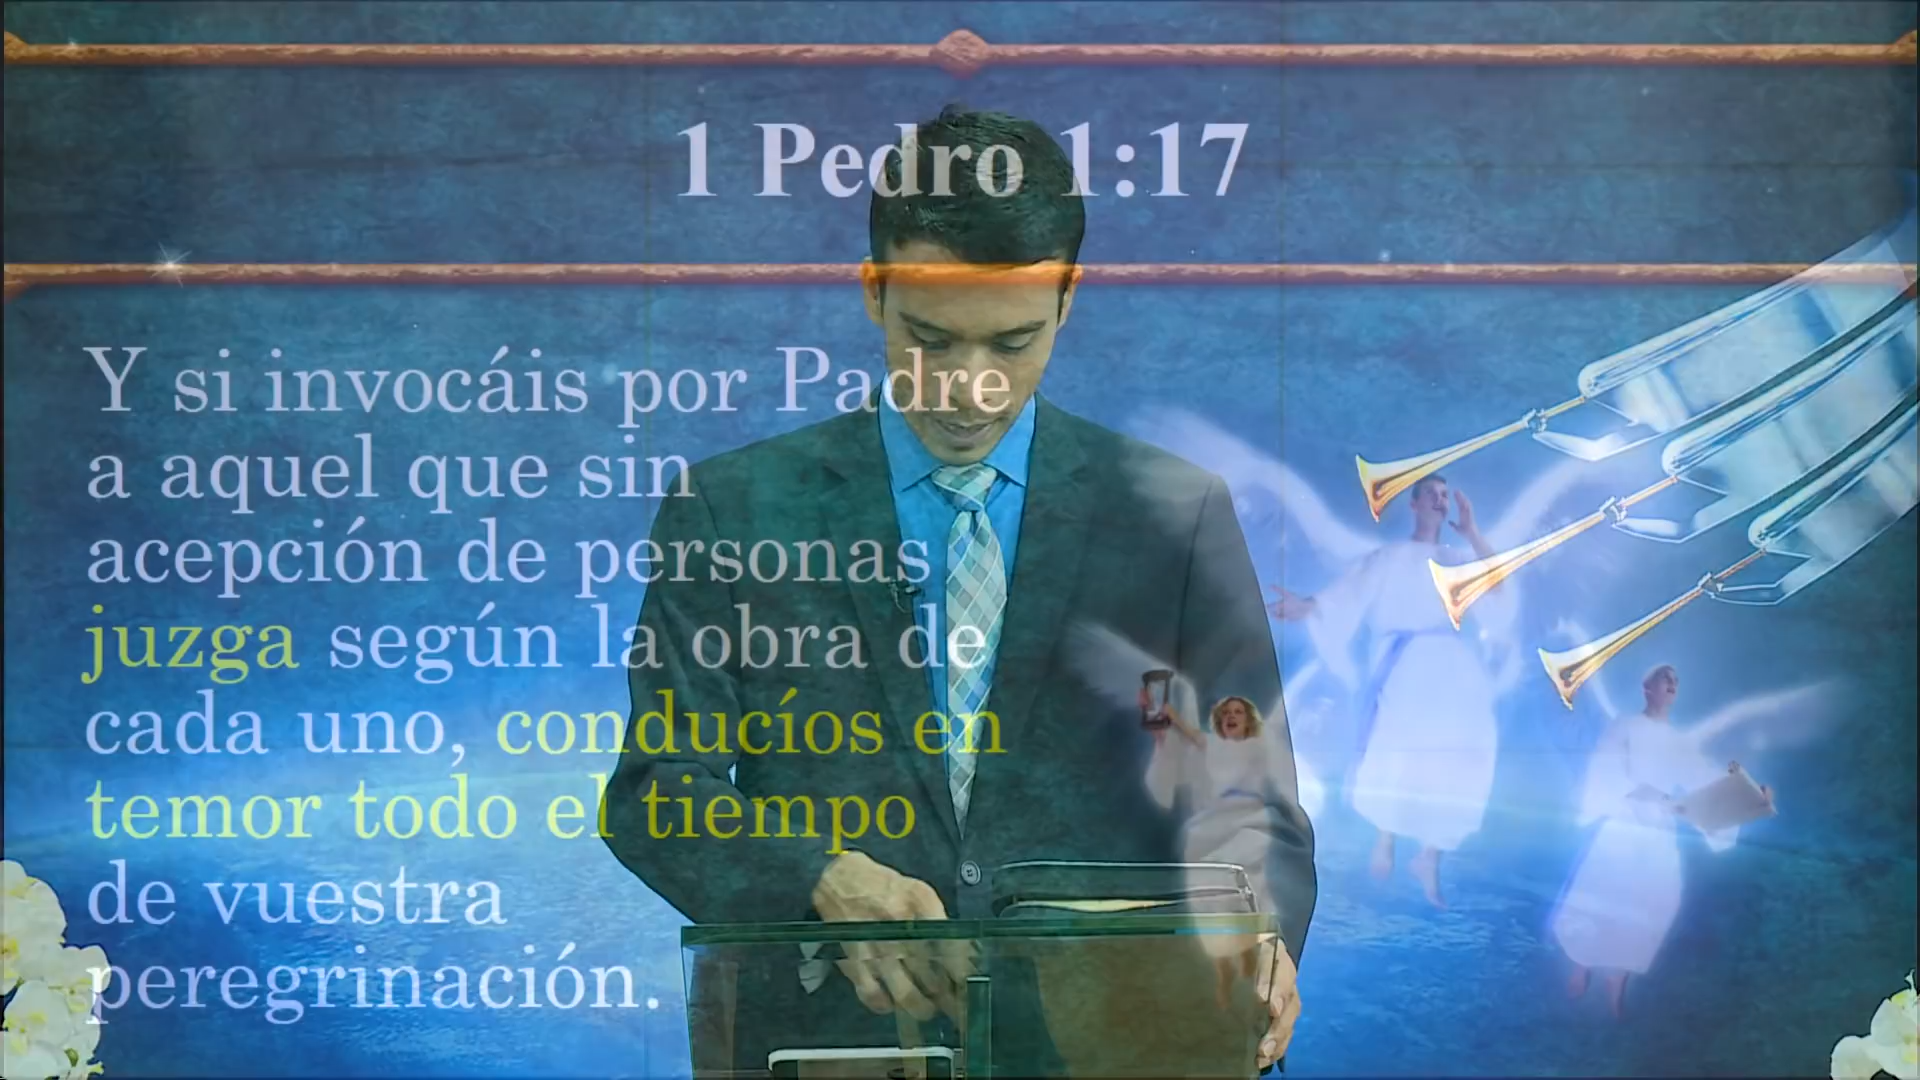 1 Pedro 1:17
Y si invocáis por Padre
a aquel que sin
acepción de personas
juzga según la obra de
cada uno, conducíos en
temor todo el tiempo
de vuestra
peregrinación.